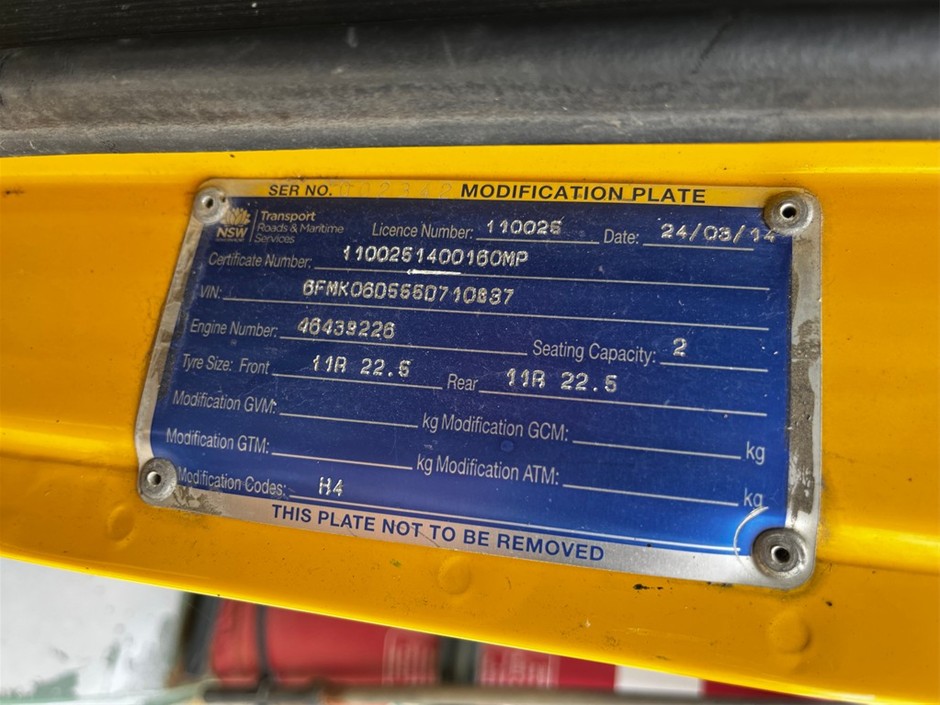 SER NO. 102342 MODIFICATION PLATE
NSW Transport
Roads & Maritime
Services
Licence Number: 110025 Date: 24/03/14
Certificate Number: 1100251400160MP
VIN: 6FMK06D555D710837
Engine Number: 46439226 Seating Capacity: 2
Tyre Size: Front 11R 22.5 Rear 11R 22.5
Modification GVM: kg Modification GCM: kg
Modification GTM: kg Modification ATM: kg
Modification Codes: H4
THIS PLATE NOT TO BE REMOVED